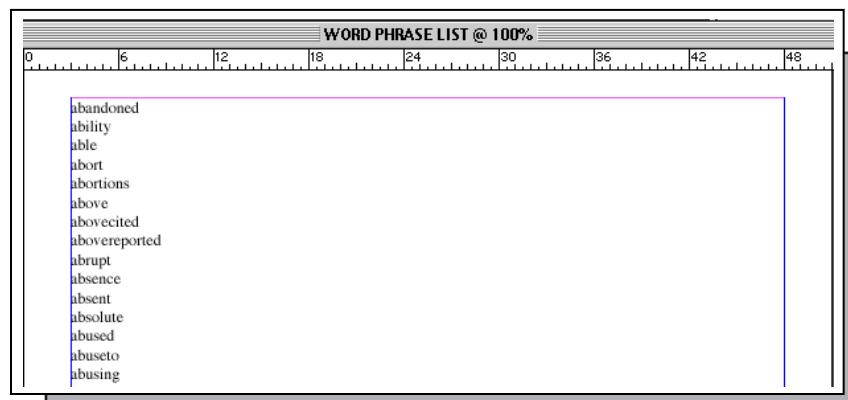 WORD PHRASE LIST @ 100%
0 6 12 18 24 30 36 42 48
abandoned
ability
able
abort
abortions
above
abovecited
abovereported
abrupt
absence
absent
absolute
abused
abuseto
abusing